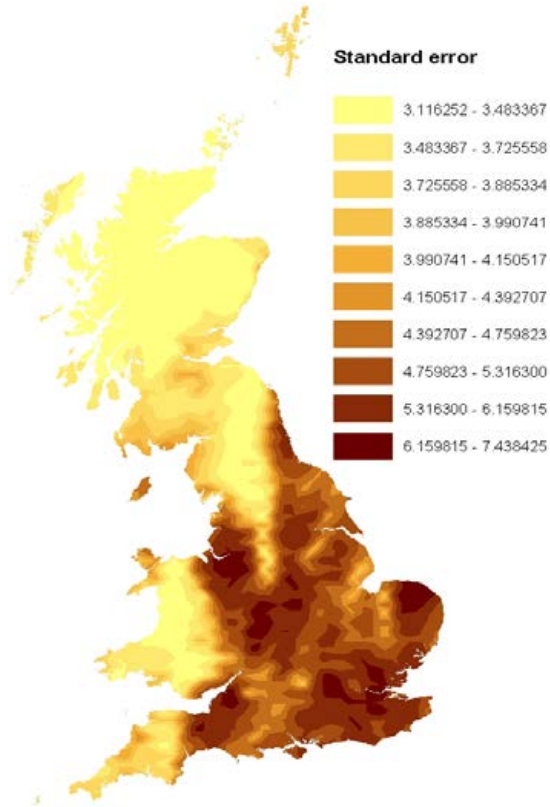 Standard error
3.116252 - 3.483367
3.483367 - 3.725558
3.725558 - 3.885334
3.885334 - 3.990741
3.990741 - 4.150517
4.150517 - 4.392707
4.392707 - 4.759823
4.759823 - 5.316300
5.316300 - 6.159815
6.159815 - 7.438425